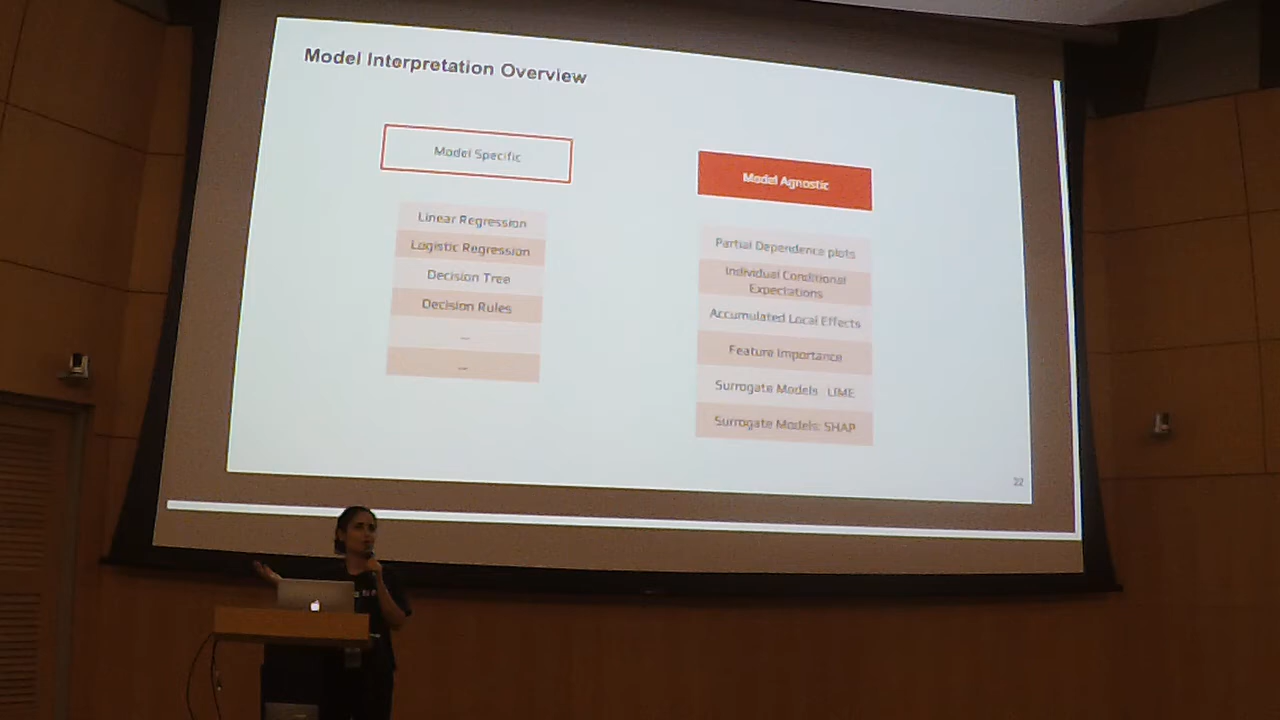 Model Interpretation Overview
Model Specific
Linear Regression
Logistic Regression
Decision Tree
Decision Rules
...
...
Model Agnostic
Partial Dependence plots
Individual Conditional
Expectations
Accumulated Local Effects
Feature Importance
Surrogate Models LIME
Surrogate Models: SHAP
22